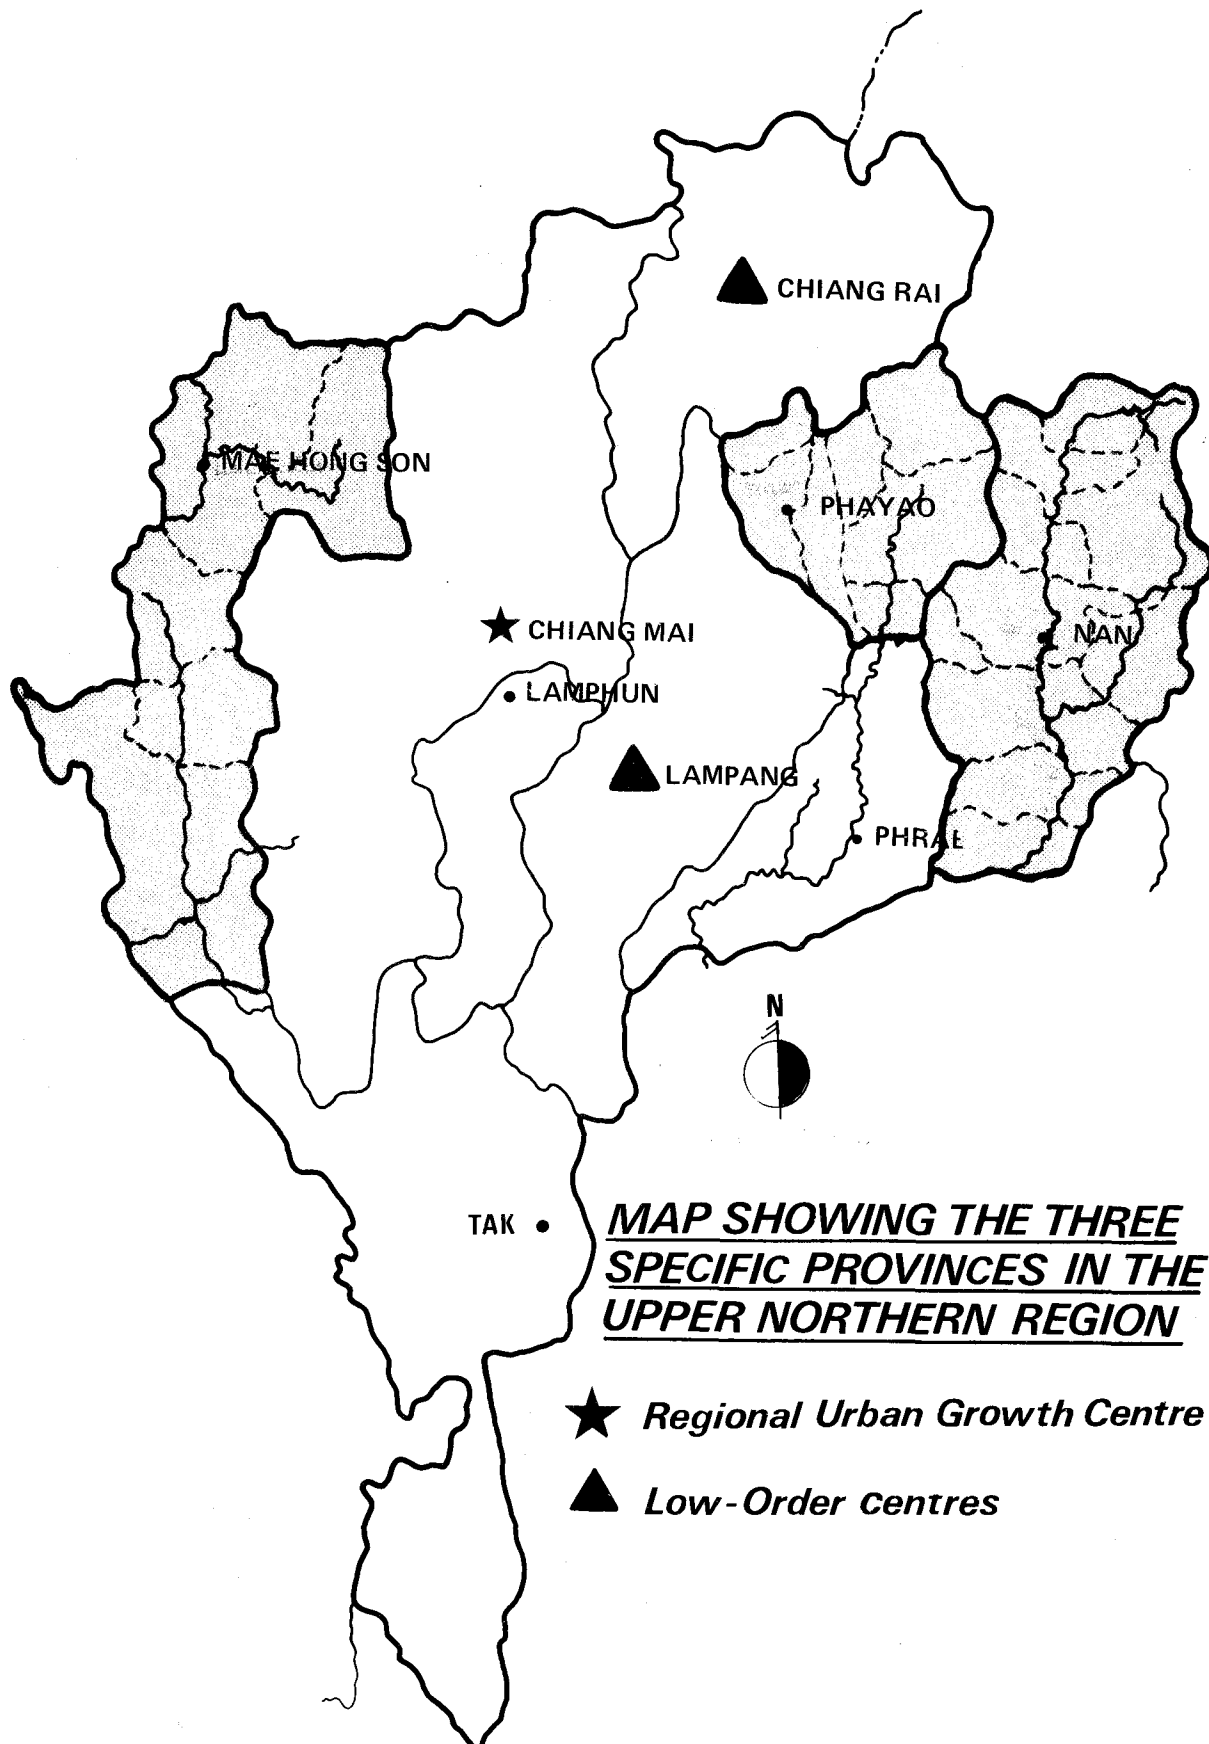 CHIANG RAI
MAE HONG SON
PHAYAO
CHIANG MAI
NAN
LAMPHUN
LAMPANG
PHRAE
N
TAK
MAP SHOWING THE THREE
SPECIFIC PROVINCES IN THE
UPPER NORTHERN REGION
Regional Urban Growth Centre
Low-Order centres